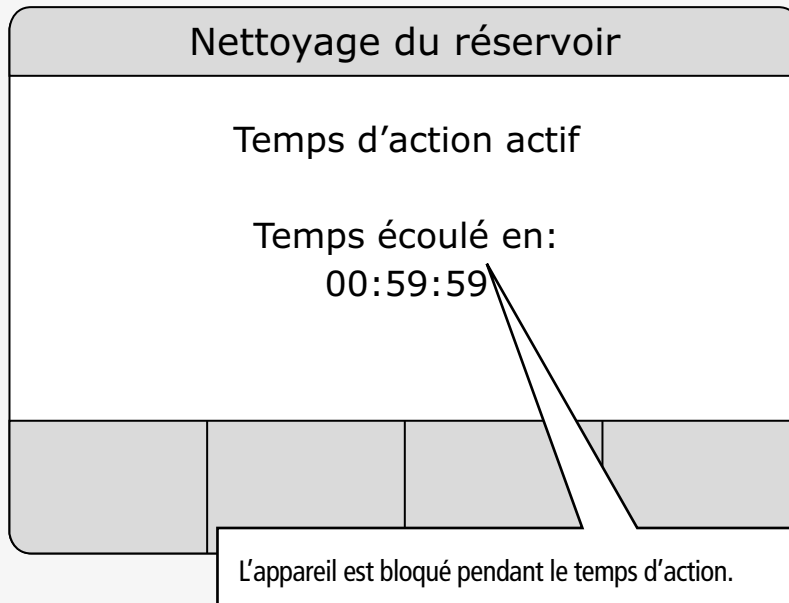 Nettoyage du réservoir
Temps d’action actif
Temps écoulé en:
00:59:59
L’appareil est bloqué pendant le temps d’action.